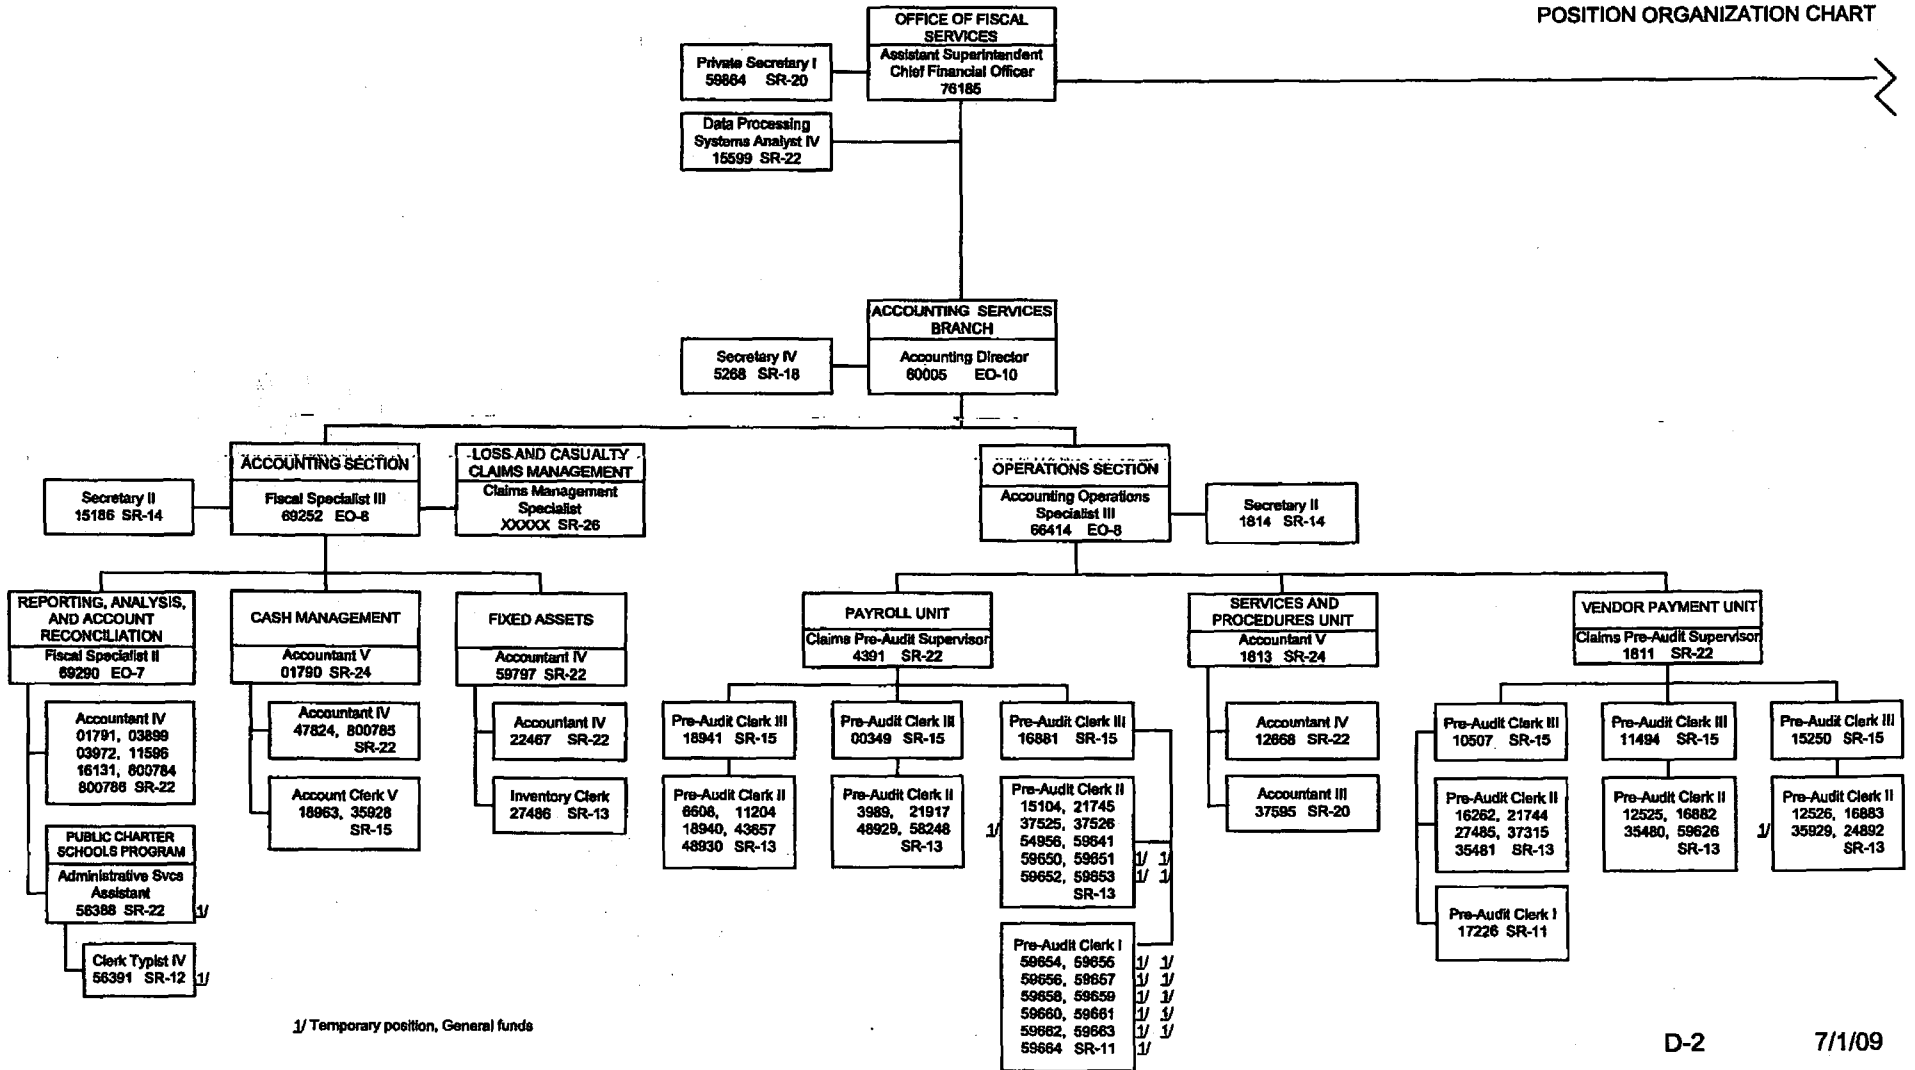 POSITION ORGANIZATION CHART
OFFICE OF FISCAL
SERVICES
Assistant Superintendent
Chief Financial Officer
76185
Private Secretary I
59864 SR-20
Data Processing
Systems Analyst IV
15599 SR-22
ACCOUNTING SERVICES
BRANCH
Accounting Director
60005 EO-10
Secretary IV
5268 SR-18
ACCOUNTING SECTION
Fiscal Specialist III
69252 EO-8
Secretary II
15186 SR-14
LOSS AND CASUALTY
CLAIMS MANAGEMENT
Claims Management
Specialist
XXXXX SR-26
OPERATIONS SECTION
Accounting Operations
Specialist III
66414 EO-8
Secretary II
1814 SR-14
REPORTING, ANALYSIS,
AND ACCOUNT
RECONCILIATION
Fiscal Specialist II
69290 EO-7
Accountant IV
01791, 03899
03972, 11596
16131, 800784
800786 SR-22
PUBLIC CHARTER
SCHOOLS PROGRAM
Administrative Svcs
Assistant
56388 SR-22 1/
Clerk Typist IV
56391 SR-12 1/
CASH MANAGEMENT
Accountant V
01790 SR-24
Accountant IV
47824, 800785
SR-22
Account Clerk V
18963, 35928
SR-15
FIXED ASSETS
Accountant IV
59797 SR-22
Accountant IV
22467 SR-22
Inventory Clerk
27486 SR-13
PAYROLL UNIT
Claims Pre-Audit Supervisor
4391 SR-22
Pre-Audit Clerk III
18941 SR-15
Pre-Audit Clerk II
6608, 11204
18940, 43657
48930 SR-13
Pre-Audit Clerk III
00349 SR-15
Pre-Audit Clerk II
3989, 21917
48929, 58248
SR-13
Pre-Audit Clerk III
16881 SR-15
Pre-Audit Clerk II
15104, 21745
1/ 37525, 37526
54956, 59641
59650, 59651 1/ 1/
59652, 59653 1/ 1/
SR-13
Pre-Audit Clerk I
59654, 59655 1/ 1/
59656, 59657 1/ 1/
59658, 59659 1/ 1/
59660, 59661 1/ 1/
59662, 59663 1/ 1/
59664 SR-11 1/
SERVICES AND
PROCEDURES UNIT
Accountant V
1813 SR-24
Accountant IV
12668 SR-22
Accountant III
37595 SR-20
VENDOR PAYMENT UNIT
Claims Pre-Audit Supervisor
1811 SR-22
Pre-Audit Clerk III
10507 SR-15
Pre-Audit Clerk II
16262, 21744
27485, 37315
35481 SR-13
Pre-Audit Clerk I
17226 SR-11
Pre-Audit Clerk III
11494 SR-15
Pre-Audit Clerk II
12525, 16882
35480, 59626
SR-13
Pre-Audit Clerk III
15250 SR-15
Pre-Audit Clerk II
12526, 16883
1/ 35929, 24892
SR-13
1/ Temporary position, General funds
D-2 7/1/09